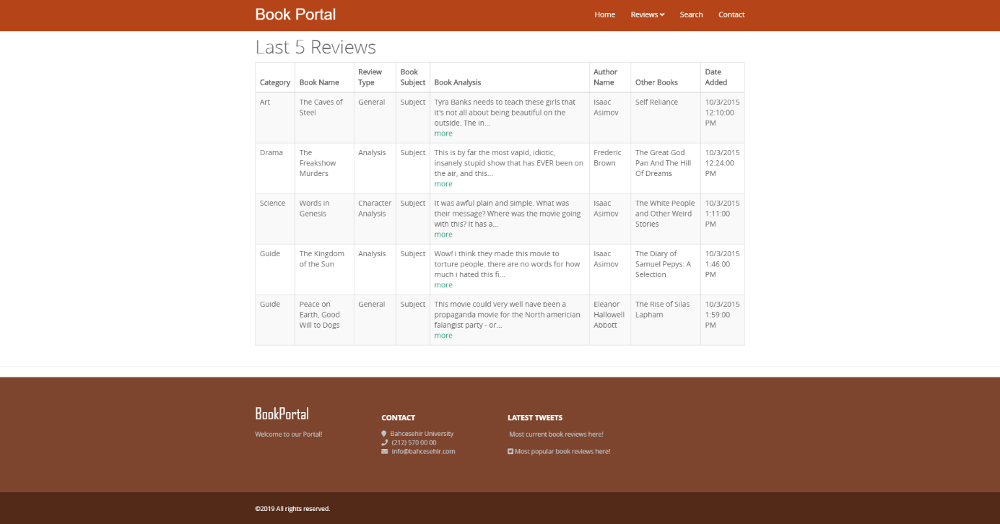 Book Portal
Home Reviews Search Contact
Last 5 Reviews
Category Book Name Review Type Book Subject Book Analysis Author Name Other Books Date Added
Art
The Caves of
Steel
General
Subject
Tyra Banks needs to teach these girls that
it's not all about being beautiful on the
outside. The in...
more
Isaac
Asimov
Self Reliance
10/3/2015
12:10:00
PM
Drama
The
Freakshow
Murders
Analysis
Subject
This is by far the most vapid, idiotic,
insanely stupid show that has EVER been on
the air, and this...
more
Frederic
Brown
The Great God
Pan And The Hill
Of Dreams
10/3/2015
12:24:00
PM
Science
Words in
Genesis
Character
Analysis
Subject
It was awful plain and simple. What was
their message? Where was the movie going
with this? It has a...
more
Isaac
Asimov
The White People
and Other Weird
Stories
10/3/2015
1:11:00
PM
Guide
The Kingdom
of the Sun
Analysis
Subject
Wow! i think they made this movie to
torture people. there are no words for how
much i hated this fi...
more
Isaac
Asimov
The Diary of
Samuel Pepys: A
Selection
10/3/2015
1:46:00
PM
Guide
Peace on
Earth, Good
Will to Dogs
General
Subject
This movie could very well have been a
propaganda movie for the North americian
falangist party - or...
more
Eleanor
Hallowell
Abbott
The Rise of Silas
Lapham
10/3/2015
1:59:00
PM
BookPortal
Welcome to our Portal!
CONTACT
Bahcesehir University
(212) 570 00 00
info@bahcesehir.com
LATEST TWEETS
Most current book reviews here!
Most popular book reviews here!
©2019 All rights reserved.